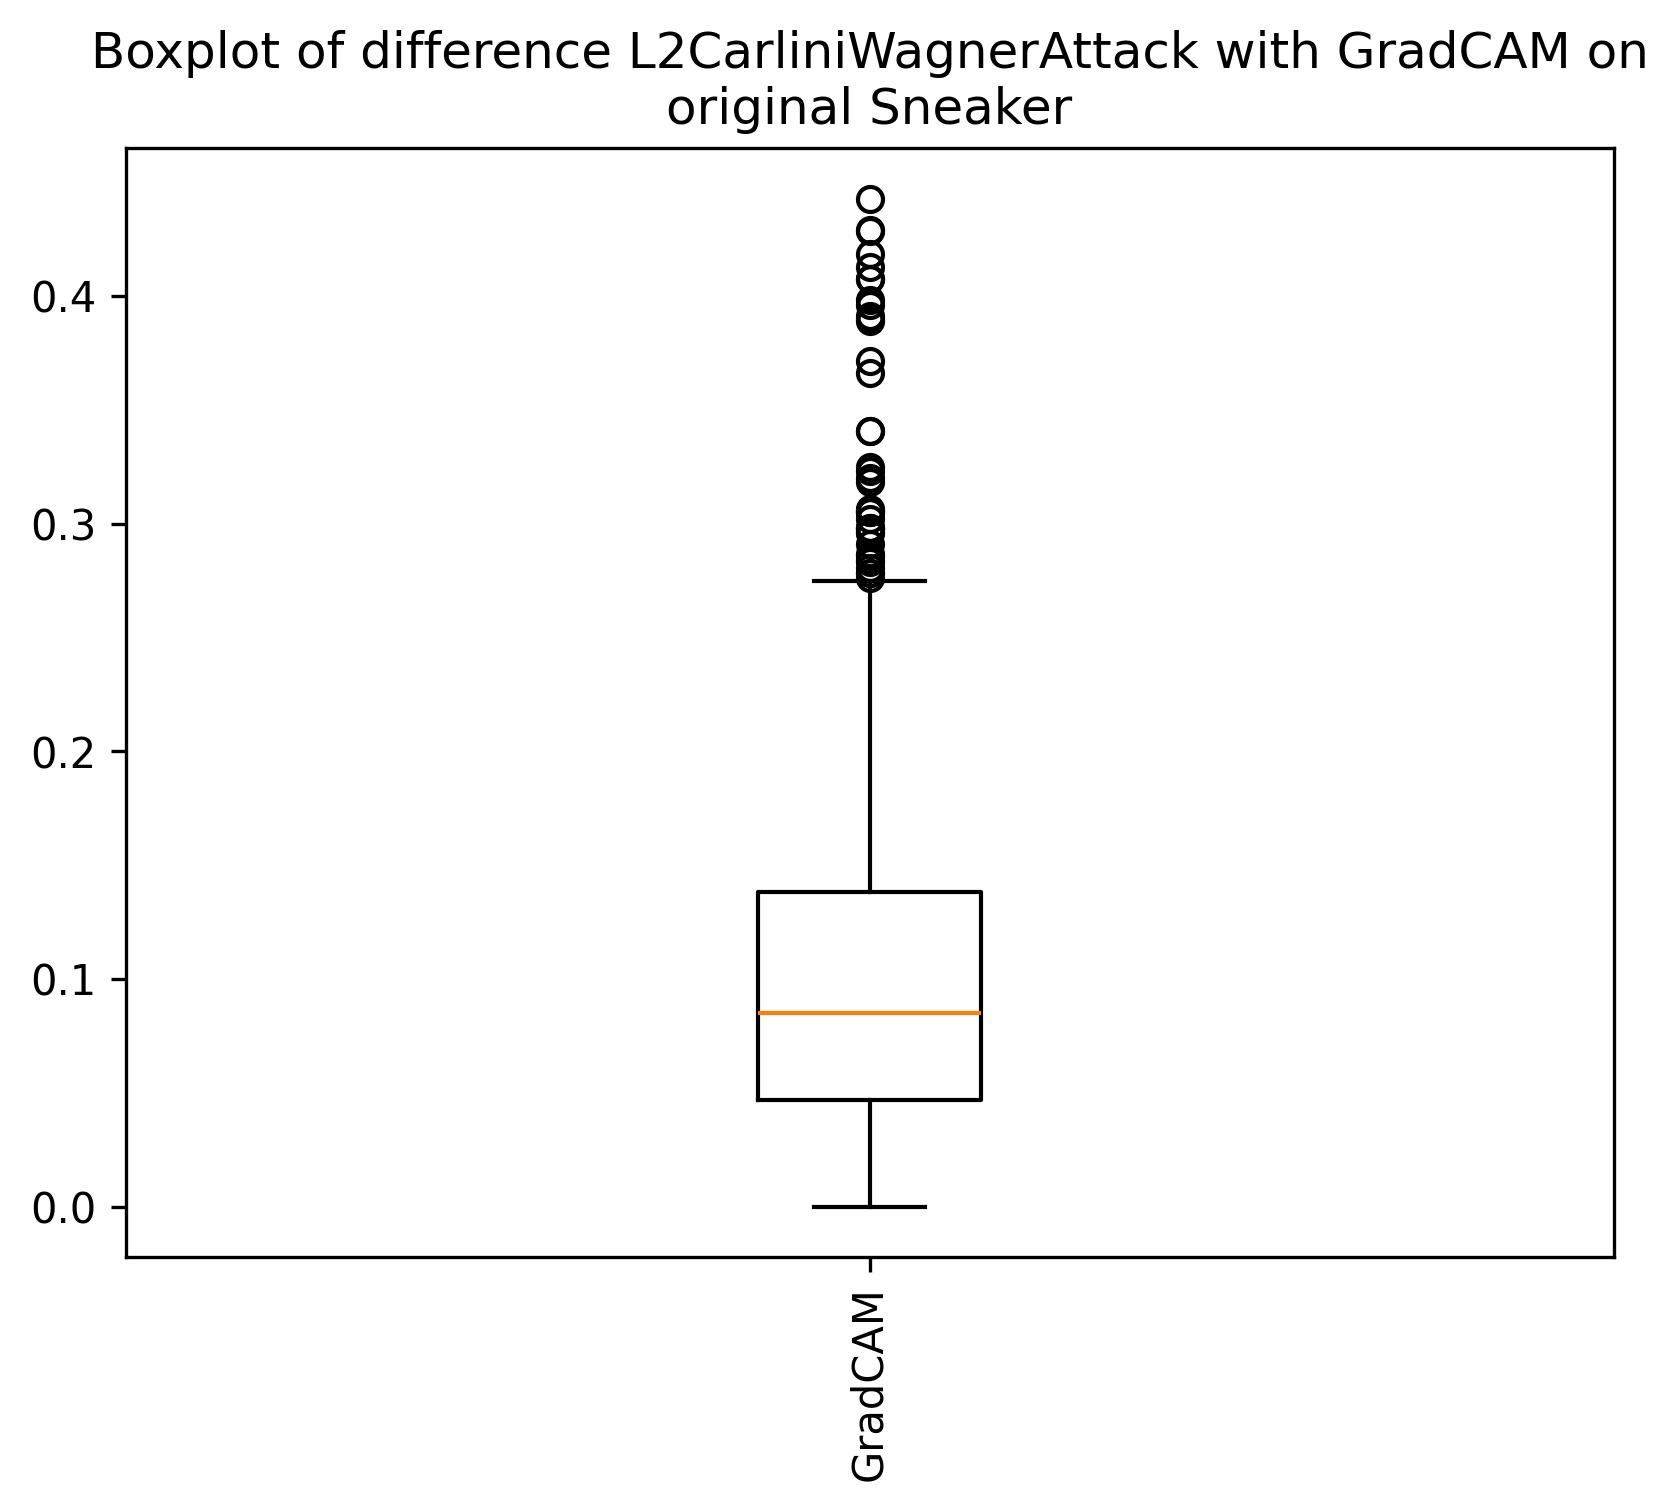 Boxplot of difference L2CarliniWagnerAttack with GradCAM on
original Sneaker
0.4
0.3
0.2
0.1
0.0
GradCAM